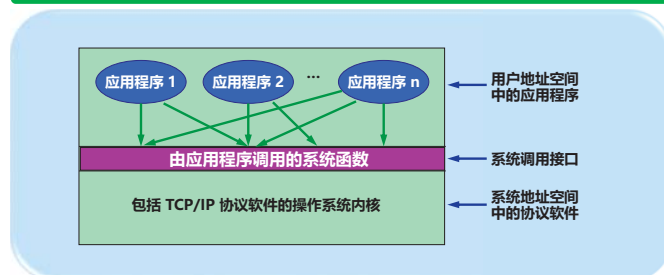 应用程序 1
应用程序 2
…
应用程序 n
用户地址空间
中的应用程序
由应用程序调用的系统函数
系统调用接口
包括 TCP/IP 协议软件的操作系统内核
系统地址空间
中的协议软件